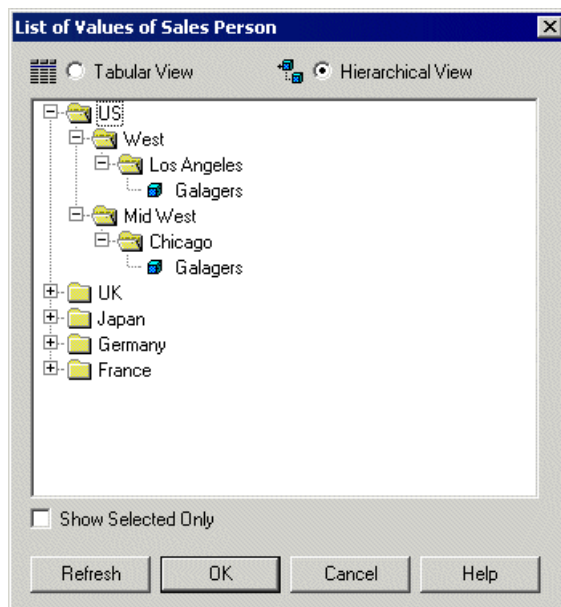 List of Values of Sales Person
Tabular View Hierarchical View
US
West
Los Angeles
Galagers
Mid West
Chicago
Galagers
UK
Japan
Germany
France
Show Selected Only
Refresh OK Cancel Help